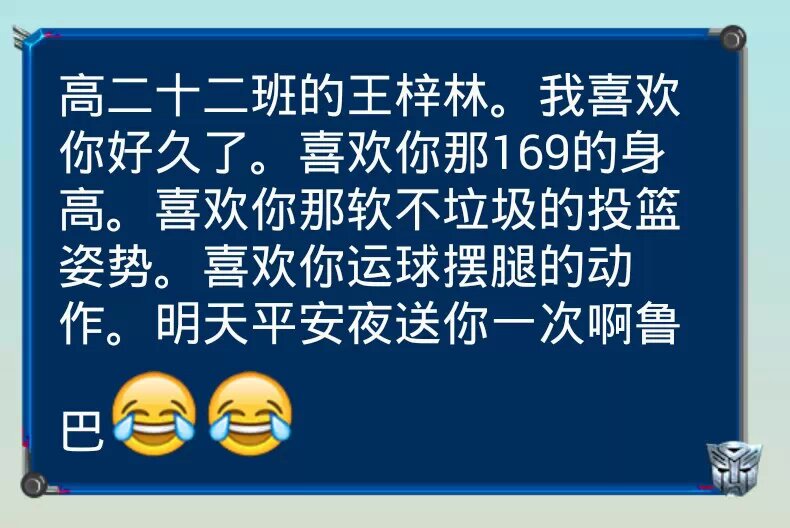 高二十二班的王梓林。我喜欢
你好久了。喜欢你那169的身
高。喜欢你那软不垃圾的投篮
姿势。喜欢你运球摆腿的动
作。明天平安夜送你一次啊鲁
巴😂😂